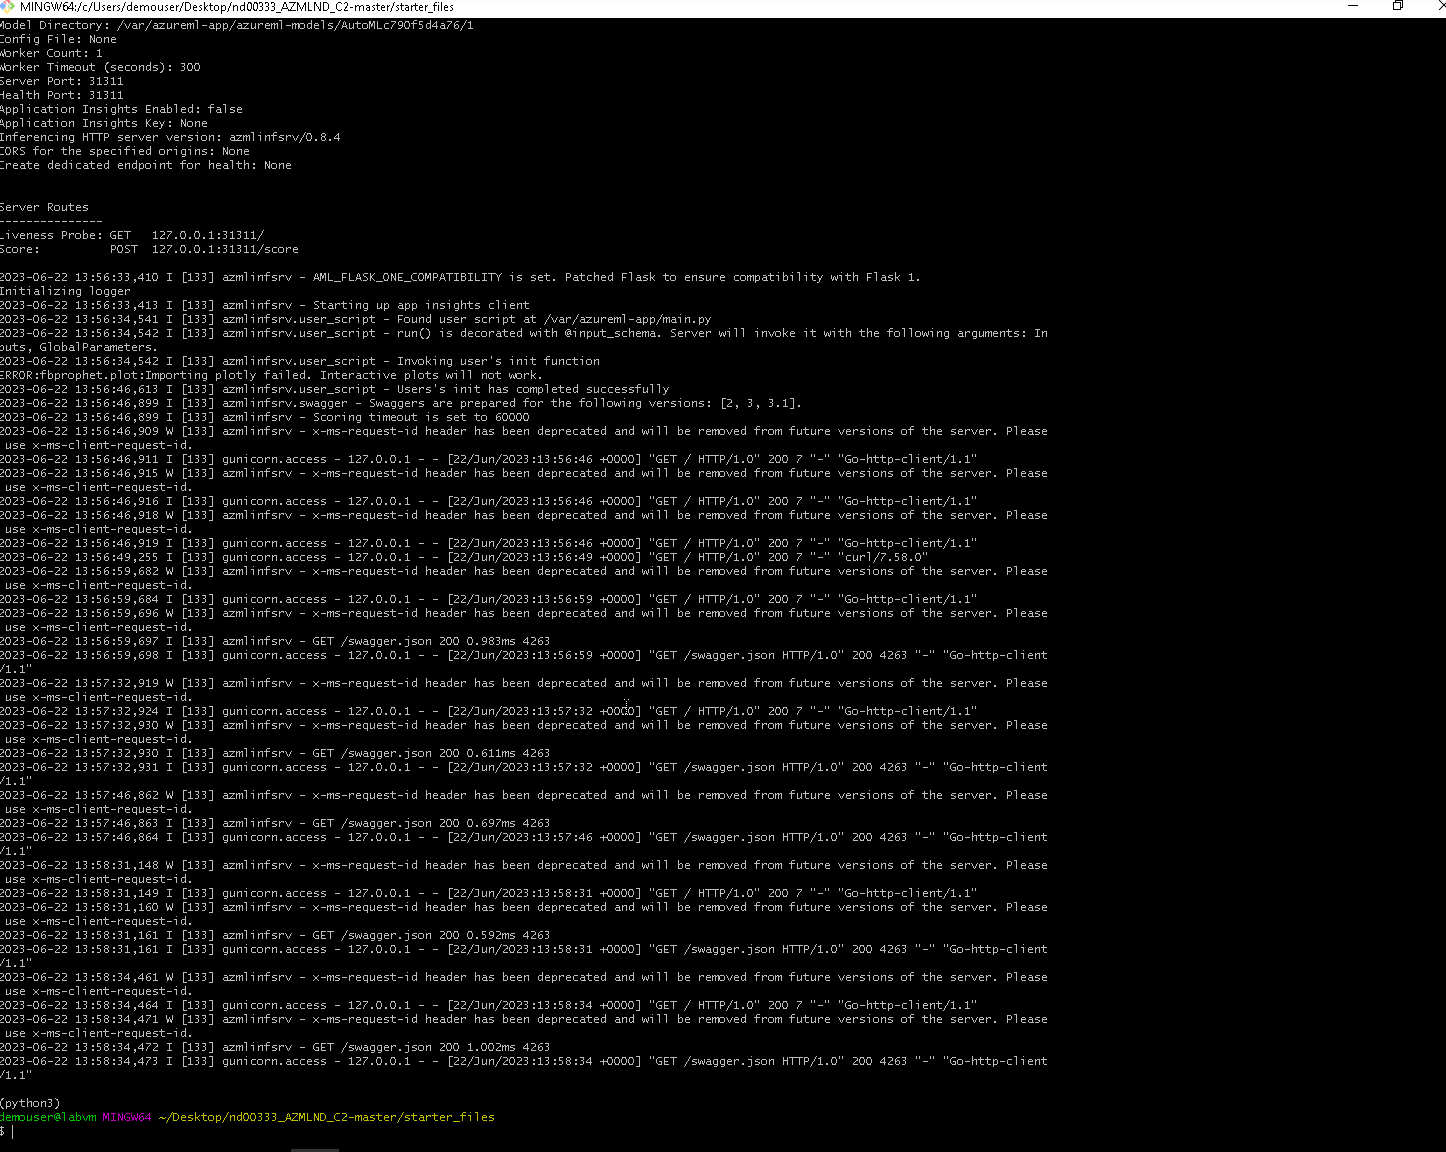 MINGW64:/c/Users/demouser/Desktop/nd00333_AZMLND_C2-master/starter_files
Model Directory: /var/azureml-app/azureml-models/AutoMLc790f5d4a76/1
Config File: None
Worker Count: 1
Worker Timeout (seconds): 300
Server Port: 31311
Health Port: 31311
Application Insights Enabled: false
Application Insights Key: None
Inferencing HTTP server version: azmlinfsrv/0.8.4
CORS for the specified origins: None
Create dedicated endpoint for health: None
Server Routes
---------------
Liveness Probe: GET   127.0.0.1:31311/
Score:          POST  127.0.0.1:31311/score
2023-06-22 13:56:33,410 I [133] azmlinfsrv - AML_FLASK_ONE_COMPATIBILITY is set. Patched Flask to ensure compatibility with Flask 1.
Initializing logger
2023-06-22 13:56:33,413 I [133] azmlinfsrv - Starting up app insights client
2023-06-22 13:56:34,541 I [133] azmlinfsrv.user_script - Found user script at /var/azureml-app/main.py
2023-06-22 13:56:34,542 I [133] azmlinfsrv.user_script - run() is decorated with @input_schema. Server will invoke it with the following arguments: In
puts, GlobalParameters.
2023-06-22 13:56:34,542 I [133] azmlinfsrv.user_script - Invoking user's init function
ERROR:fbprophet.plot:Importing plotly failed. Interactive plots will not work.
2023-06-22 13:56:46,613 I [133] azmlinfsrv.user_script - Users's init has completed successfully
2023-06-22 13:56:46,899 I [133] azmlinfsrv.swagger - Swaggers are prepared for the following versions: [2, 3, 3.1].
2023-06-22 13:56:46,899 I [133] azmlinfsrv - Scoring timeout is set to 60000
2023-06-22 13:56:46,909 W [133] azmlinfsrv - x-ms-request-id header has been deprecated and will be removed from future versions of the server. Please
 use x-ms-client-request-id.
2023-06-22 13:56:46,911 I [133] gunicorn.access - 127.0.0.1 - - [22/Jun/2023:13:56:46 +0000] "GET / HTTP/1.0" 200 7 "-" "Go-http-client/1.1"
2023-06-22 13:56:46,915 W [133] azmlinfsrv - x-ms-request-id header has been deprecated and will be removed from future versions of the server. Please
 use x-ms-client-request-id.
2023-06-22 13:56:46,916 I [133] gunicorn.access - 127.0.0.1 - - [22/Jun/2023:13:56:46 +0000] "GET / HTTP/1.0" 200 7 "-" "Go-http-client/1.1"
2023-06-22 13:56:46,918 W [133] azmlinfsrv - x-ms-request-id header has been deprecated and will be removed from future versions of the server. Please
 use x-ms-client-request-id.
2023-06-22 13:56:46,919 I [133] gunicorn.access - 127.0.0.1 - - [22/Jun/2023:13:56:46 +0000] "GET / HTTP/1.0" 200 7 "-" "Go-http-client/1.1"
2023-06-22 13:56:49,255 I [133] gunicorn.access - 127.0.0.1 - - [22/Jun/2023:13:56:49 +0000] "GET / HTTP/1.0" 200 7 "-" "curl/7.58.0"
2023-06-22 13:56:59,682 W [133] azmlinfsrv - x-ms-request-id header has been deprecated and will be removed from future versions of the server. Please
 use x-ms-client-request-id.
2023-06-22 13:56:59,684 I [133] gunicorn.access - 127.0.0.1 - - [22/Jun/2023:13:56:59 +0000] "GET / HTTP/1.0" 200 7 "-" "Go-http-client/1.1"
2023-06-22 13:56:59,696 W [133] azmlinfsrv - x-ms-request-id header has been deprecated and will be removed from future versions of the server. Please
 use x-ms-client-request-id.
2023-06-22 13:56:59,697 I [133] azmlinfsrv - GET /swagger.json 200 0.983ms 4263
2023-06-22 13:56:59,698 I [133] gunicorn.access - 127.0.0.1 - - [22/Jun/2023:13:56:59 +0000] "GET /swagger.json HTTP/1.0" 200 4263 "-" "Go-http-client
/1.1"
2023-06-22 13:57:32,919 W [133] azmlinfsrv - x-ms-request-id header has been deprecated and will be removed from future versions of the server. Please
 use x-ms-client-request-id.
2023-06-22 13:57:32,924 I [133] gunicorn.access - 127.0.0.1 - - [22/Jun/2023:13:57:32 +0000] "GET / HTTP/1.0" 200 7 "-" "Go-http-client/1.1"
2023-06-22 13:57:32,930 W [133] azmlinfsrv - x-ms-request-id header has been deprecated and will be removed from future versions of the server. Please
 use x-ms-client-request-id.
2023-06-22 13:57:32,930 I [133] azmlinfsrv - GET /swagger.json 200 0.611ms 4263
2023-06-22 13:57:32,931 I [133] gunicorn.access - 127.0.0.1 - - [22/Jun/2023:13:57:32 +0000] "GET /swagger.json HTTP/1.0" 200 4263 "-" "Go-http-client
/1.1"
2023-06-22 13:57:46,862 W [133] azmlinfsrv - x-ms-request-id header has been deprecated and will be removed from future versions of the server. Please
 use x-ms-client-request-id.
2023-06-22 13:57:46,863 I [133] azmlinfsrv - GET /swagger.json 200 0.697ms 4263
2023-06-22 13:57:46,864 I [133] gunicorn.access - 127.0.0.1 - - [22/Jun/2023:13:57:46 +0000] "GET /swagger.json HTTP/1.0" 200 4263 "-" "Go-http-client
/1.1"
2023-06-22 13:58:31,148 W [133] azmlinfsrv - x-ms-request-id header has been deprecated and will be removed from future versions of the server. Please
 use x-ms-client-request-id.
2023-06-22 13:58:31,149 I [133] gunicorn.access - 127.0.0.1 - - [22/Jun/2023:13:58:31 +0000] "GET / HTTP/1.0" 200 7 "-" "Go-http-client/1.1"
2023-06-22 13:58:31,160 W [133] azmlinfsrv - x-ms-request-id header has been deprecated and will be removed from future versions of the server. Please
 use x-ms-client-request-id.
2023-06-22 13:58:31,161 I [133] azmlinfsrv - GET /swagger.json 200 0.592ms 4263
2023-06-22 13:58:31,161 I [133] gunicorn.access - 127.0.0.1 - - [22/Jun/2023:13:58:31 +0000] "GET /swagger.json HTTP/1.0" 200 4263 "-" "Go-http-client
/1.1"
2023-06-22 13:58:34,461 W [133] azmlinfsrv - x-ms-request-id header has been deprecated and will be removed from future versions of the server. Please
 use x-ms-client-request-id.
2023-06-22 13:58:34,464 I [133] gunicorn.access - 127.0.0.1 - - [22/Jun/2023:13:58:34 +0000] "GET / HTTP/1.0" 200 7 "-" "Go-http-client/1.1"
2023-06-22 13:58:34,471 W [133] azmlinfsrv - x-ms-request-id header has been deprecated and will be removed from future versions of the server. Please
 use x-ms-client-request-id.
2023-06-22 13:58:34,472 I [133] azmlinfsrv - GET /swagger.json 200 1.002ms 4263
2023-06-22 13:58:34,473 I [133] gunicorn.access - 127.0.0.1 - - [22/Jun/2023:13:58:34 +0000] "GET /swagger.json HTTP/1.0" 200 4263 "-" "Go-http-client
/1.1"
(python3)
demouser@labvm MINGW64 ~/Desktop/nd00333_AZMLND_C2-master/starter_files
$